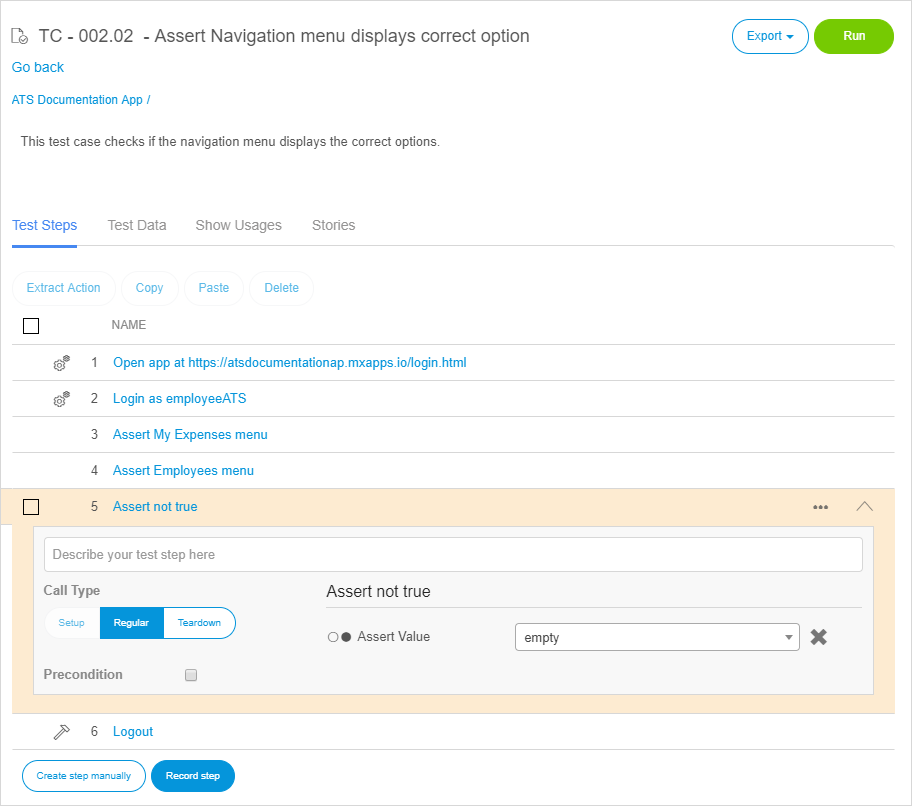 TC - 002.02 - Assert Navigation menu displays correct option
Export
Run
Go back
ATS Documentation App /
This test case checks if the navigation menu displays the correct options.
Test Steps Test Data Show Usages Stories
Extract Action Copy Paste Delete
NAME
1 Open app at https://atsdocumentationap.mxapps.io/login.html
2 Login as employeeATS
3 Assert My Expenses menu
4 Assert Employees menu
5 Assert not true •••
Describe your test step here
Call Type
Assert not true
Setup Regular Teardown
Assert Value empty
Precondition
6 Logout
Create step manually Record step